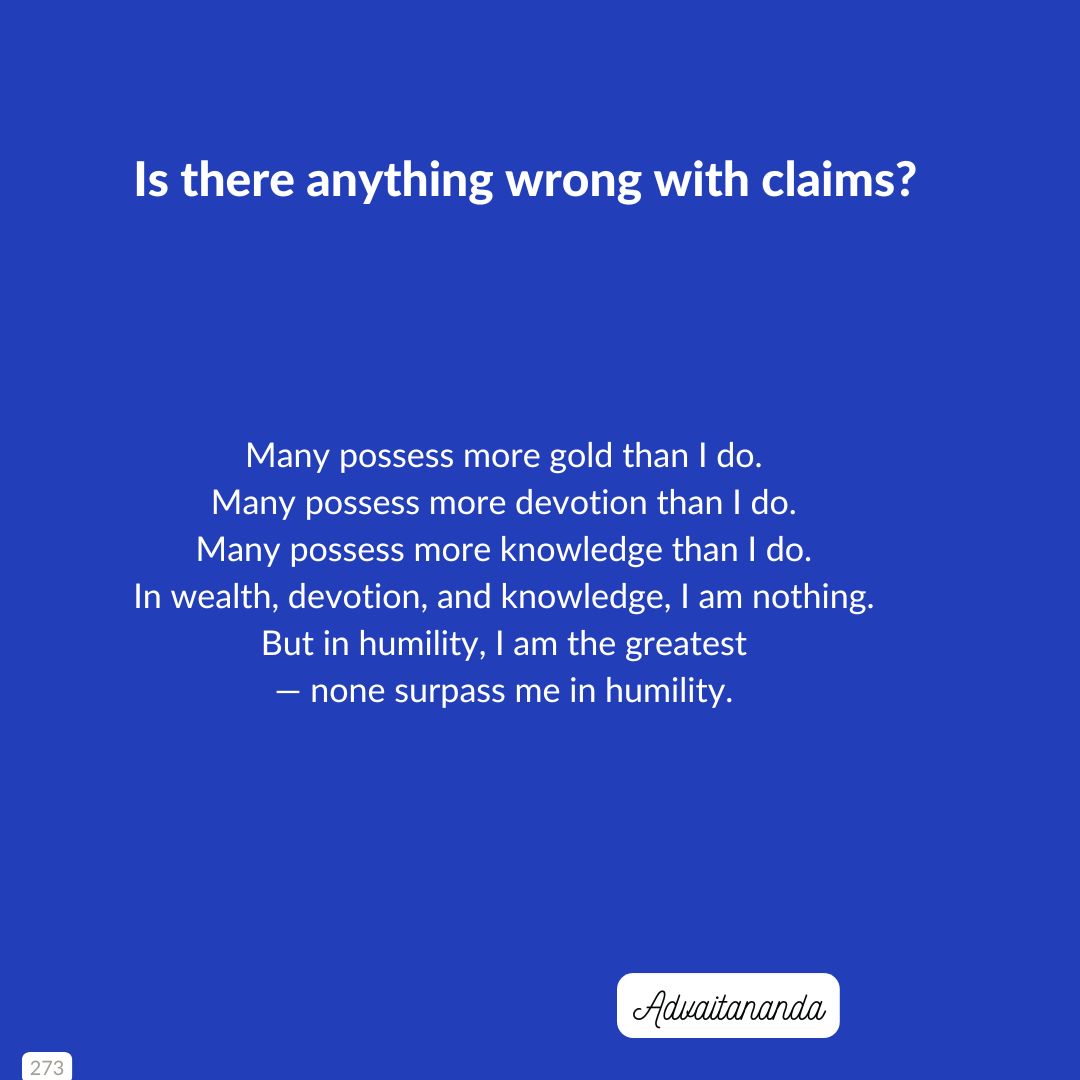 Is there anything wrong with claims?
Many possess more gold than I do.
Many possess more devotion than I do.
Many possess more knowledge than I do.
In wealth, devotion, and knowledge, I am nothing.
But in humility, I am the greatest
— none surpass me in humility.
Advaitananda
273